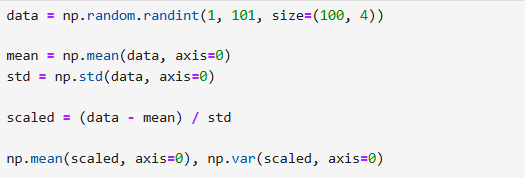 data = np.random.randint(1, 101, size=(100, 4))
mean = np.mean(data, axis=0)
std = np.std(data, axis=0)
scaled = (data - mean) / std
np.mean(scaled, axis=0), np.var(scaled, axis=0)